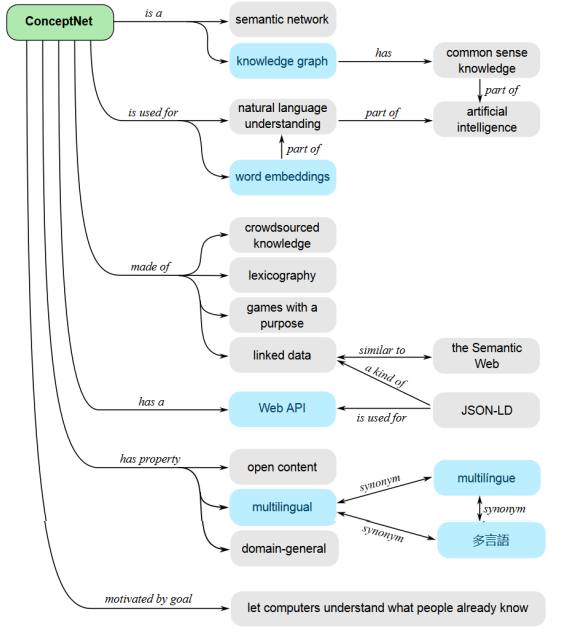 ConceptNet
is a
semantic network
knowledge graph
has
common sense
knowledge
part of
is used for
natural language
understanding
part of
artificial
intelligence
part of
word embeddings
crowdsourced
knowledge
made of
lexicography
games with a
purpose
linked data
similar to
the Semantic
Web
a kind of
has a
Web API
is used for
JSON-LD
has property
open content
multilingual
synonym
multilíngue
synonym
synonym
多言語
domain-general
motivated by goal
let computers understand what people already know